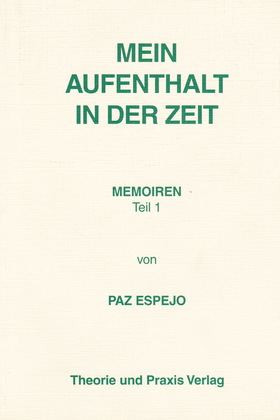 MEIN
AUFENTHALT
IN DER ZEIT
MEMOIREN
Teil 1
von
PAZ ESPEJO
Theorie und Praxis Verlag